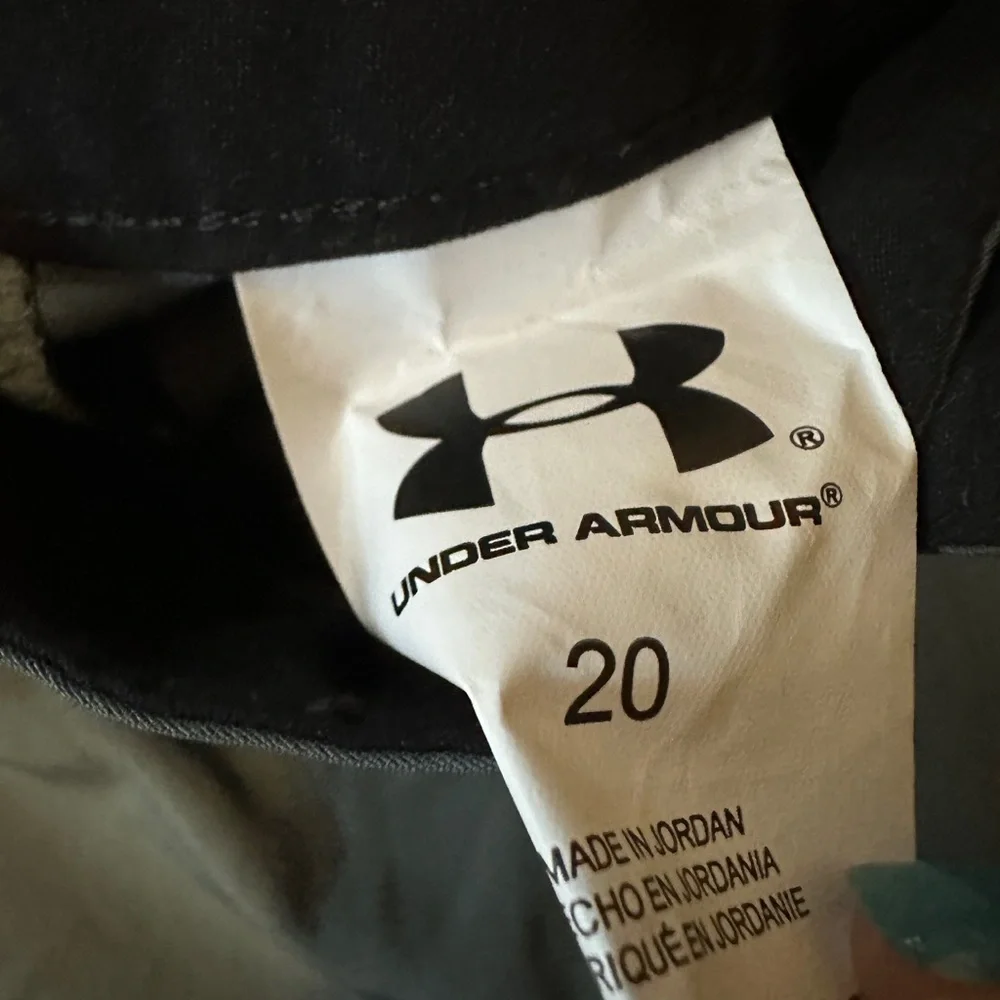 ®
UNDER ARMOUR®
20
MADE IN JORDAN
CHO EN JORDANIA
RIQUÉ EN JORDANIE